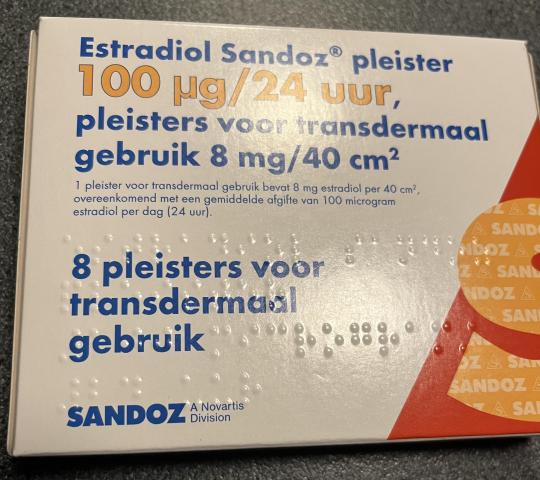 Estradiol Sandoz® pleister
100 µg/24 uur,
pleisters voor transdermaal
gebruik 8 mg/40 cm²
1 pleister voor transdermaal gebruik bevat 8 mg estradiol per 40 cm²,
overeenkomend met een gemiddelde afgifte van 100 microgram
estradiol per dag (24 uur).
8 pleisters voor
transdermaal
gebruik
SANDOZ A Novartis
Division